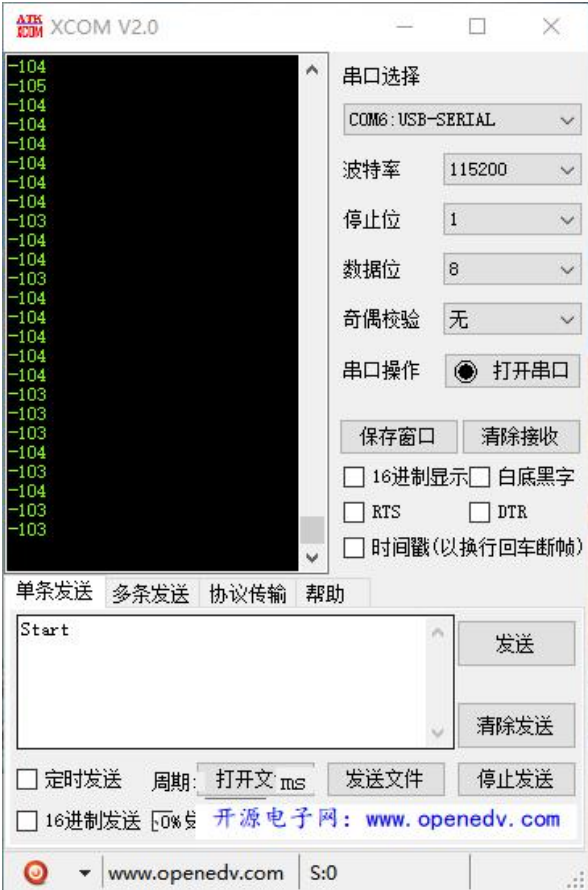 ATK XCOM XCOM V2.0
-104
-105
-104
-104
-104
-104
-104
-104
-103
-104
-104
-103
-104
-104
-104
-104
-104
-103
-103
-103
-104
-103
-104
-103
-103
串口选择
COM6:USB-SERIAL
波特率 115200
停止位 1
数据位 8
奇偶校验 无
串口操作 打开串口
保存窗口 清除接收
16进制显示 白底黑字
RTS DTR
时间戳(以换行回车断帧)
单条发送 多条发送 协议传输 帮助
Start
发送
清除发送
定时发送 周期: 打开文 ms 发送文件 停止发送
16进制发送 开源电子网: www.openedv.com
www.openedv.com S:0